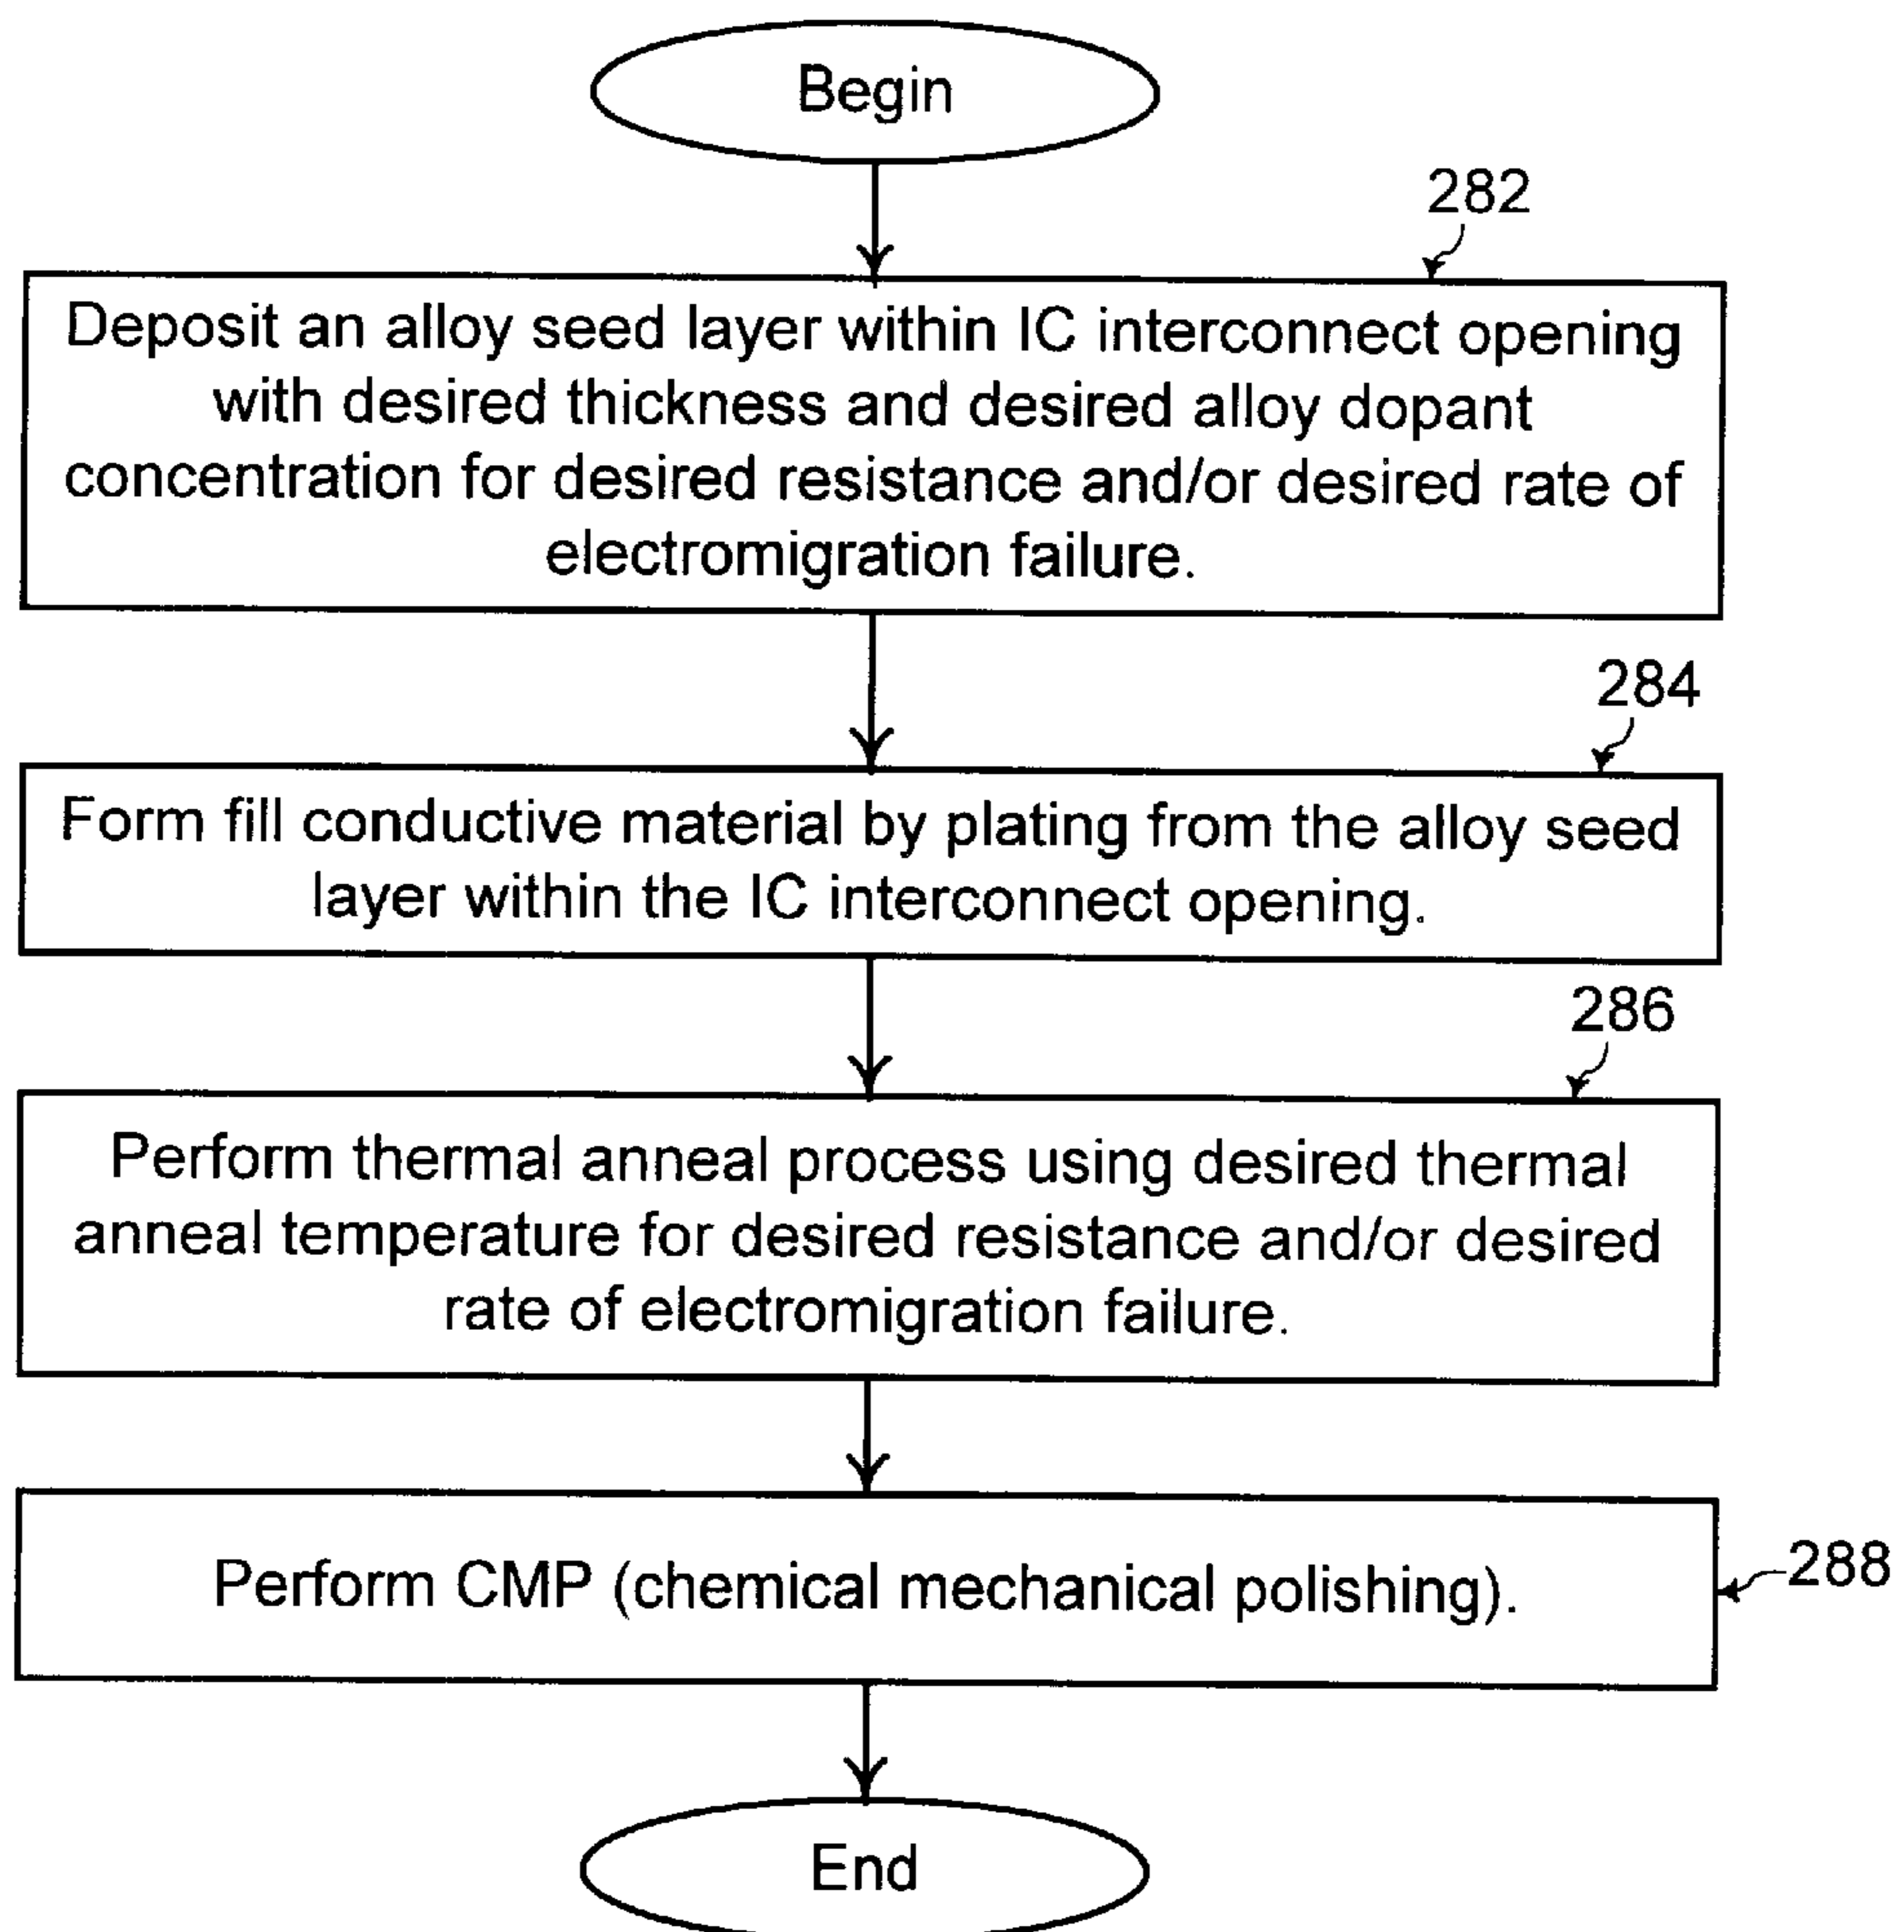 Begin
282
Deposit an alloy seed layer within IC interconnect opening
with desired thickness and desired alloy dopant
concentration for desired resistance and/or desired rate of
electromigration failure.
284
Form fill conductive material by plating from the alloy seed
layer within the IC interconnect opening.
286
Perform thermal anneal process using desired thermal
anneal temperature for desired resistance and/or desired
rate of electromigration failure.
Perform CMP (chemical mechanical polishing).
288
End